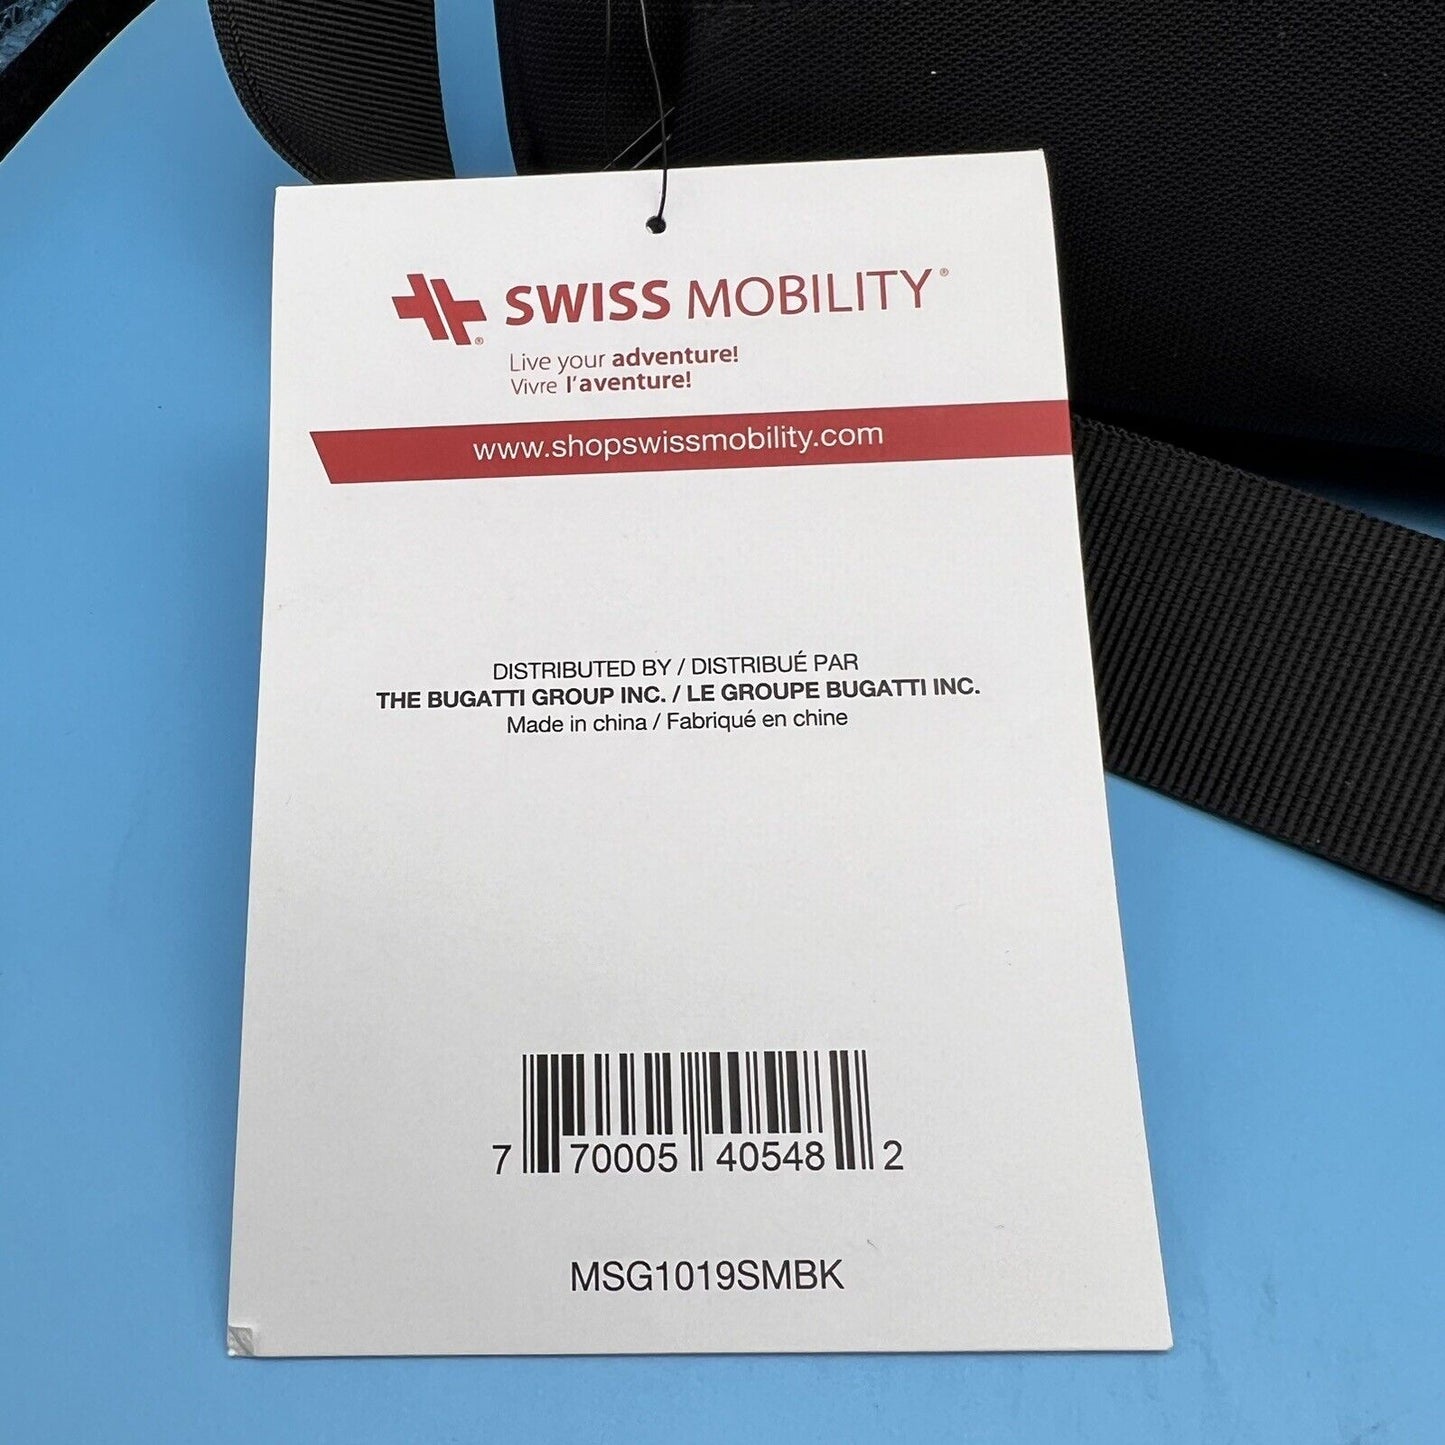 SWISS MOBILITY®
®
Live your adventure!
Vivre l'aventure!
www.shopswissmobility.com
DISTRIBUTED BY / DISTRIBUÉ PAR
THE BUGATTI GROUP INC. / LE GROUPE BUGATTI INC.
Made in china / Fabriqué en chine
7 70005 40548 2
MSG1019SMBK